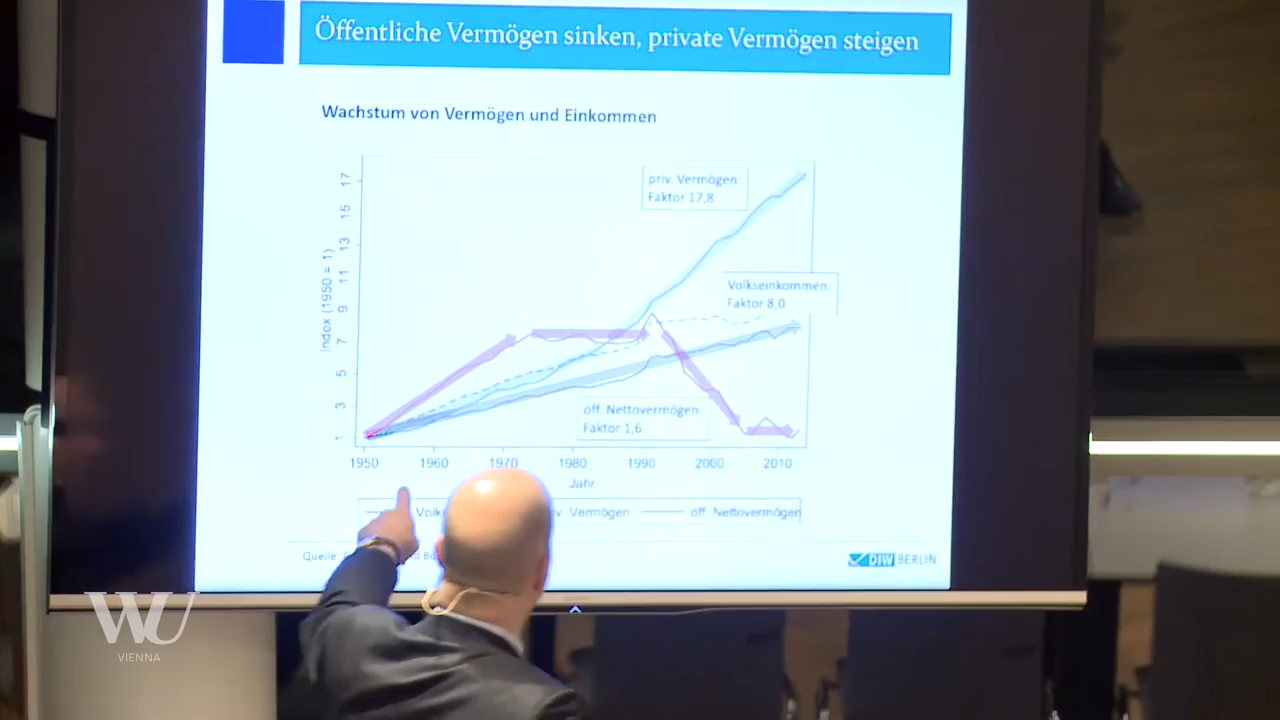 Öffentliche Vermögen sinken, private Vermögen steigen
Wachstum von Vermögen und Einkommen
priv. Vermögen:
Faktor 17,8
Volkseinkommen:
Faktor 8,0
öff. Nettovermögen:
Faktor 1,6
Index (1950 = 1)
17
15
13
11
9
7
5
3
1
1950 1960 1970 1980 1990 2000 2010
Jahr
Vermögen öff. Nettovermögen
Quelle:
DIW BERLIN
WU
VIENNA